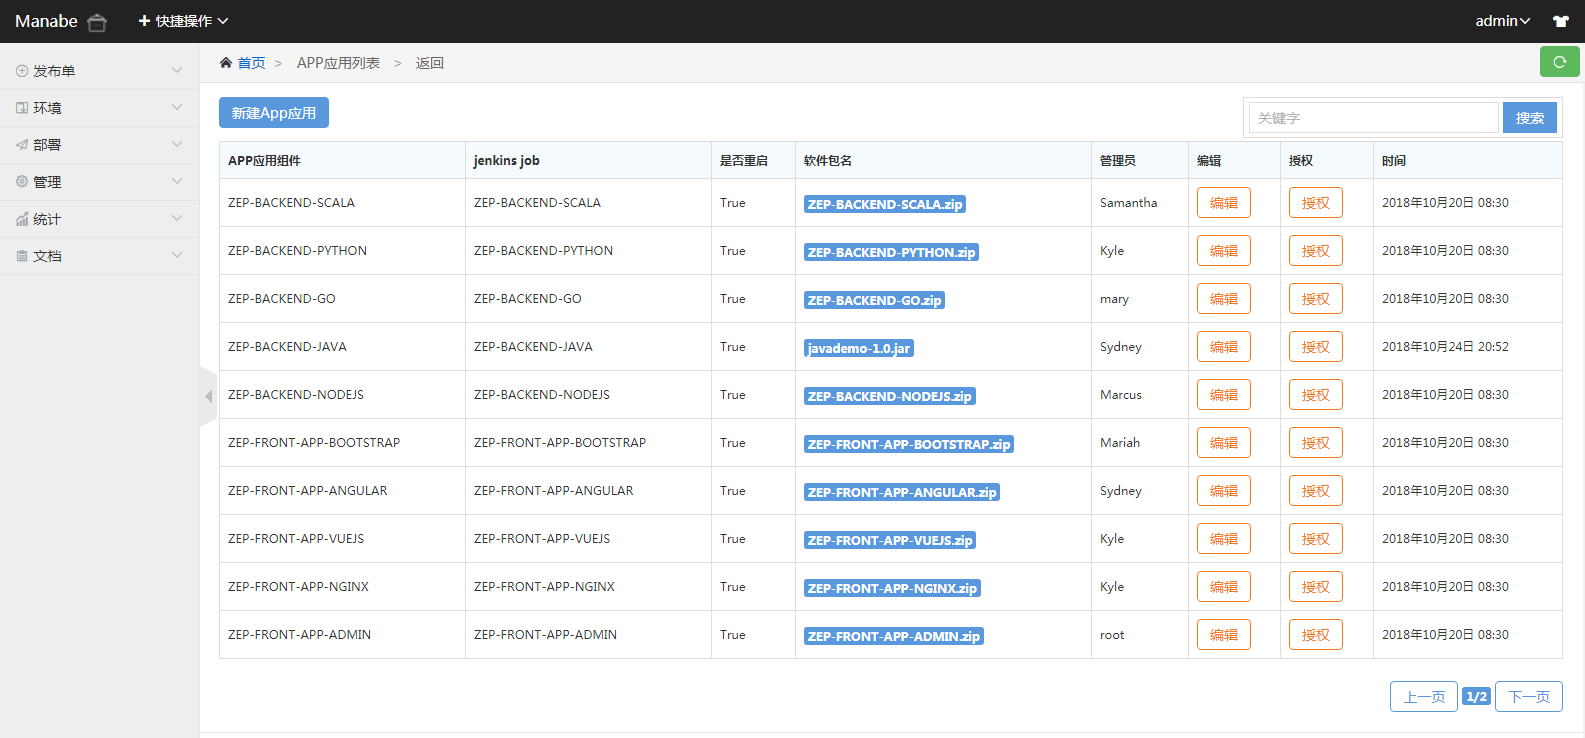 Manabe 快捷操作 admin
发布单
环境
部署
管理
统计
文档
首页 > APP应用列表 > 返回
新建App应用 关键字 搜索
APP应用组件 jenkins job 是否重启 软件包名 管理员 编辑 授权 时间
ZEP-BACKEND-SCALA ZEP-BACKEND-SCALA True ZEP-BACKEND-SCALA.zip Samantha 编辑 授权 2018年10月20日 08:30
ZEP-BACKEND-PYTHON ZEP-BACKEND-PYTHON True ZEP-BACKEND-PYTHON.zip Kyle 编辑 授权 2018年10月20日 08:30
ZEP-BACKEND-GO ZEP-BACKEND-GO True ZEP-BACKEND-GO.zip mary 编辑 授权 2018年10月20日 08:30
ZEP-BACKEND-JAVA ZEP-BACKEND-JAVA True javademo-1.0.jar Sydney 编辑 授权 2018年10月24日 20:52
ZEP-BACKEND-NODEJS ZEP-BACKEND-NODEJS True ZEP-BACKEND-NODEJS.zip Marcus 编辑 授权 2018年10月20日 08:30
ZEP-FRONT-APP-BOOTSTRAP ZEP-FRONT-APP-BOOTSTRAP True ZEP-FRONT-APP-BOOTSTRAP.zip Mariah 编辑 授权 2018年10月20日 08:30
ZEP-FRONT-APP-ANGULAR ZEP-FRONT-APP-ANGULAR True ZEP-FRONT-APP-ANGULAR.zip Sydney 编辑 授权 2018年10月20日 08:30
ZEP-FRONT-APP-VUEJS ZEP-FRONT-APP-VUEJS True ZEP-FRONT-APP-VUEJS.zip Kyle 编辑 授权 2018年10月20日 08:30
ZEP-FRONT-APP-NGINX ZEP-FRONT-APP-NGINX True ZEP-FRONT-APP-NGINX.zip Kyle 编辑 授权 2018年10月20日 08:30
ZEP-FRONT-APP-ADMIN ZEP-FRONT-APP-ADMIN True ZEP-FRONT-APP-ADMIN.zip root 编辑 授权 2018年10月20日 08:30
上一页 1/2 下一页